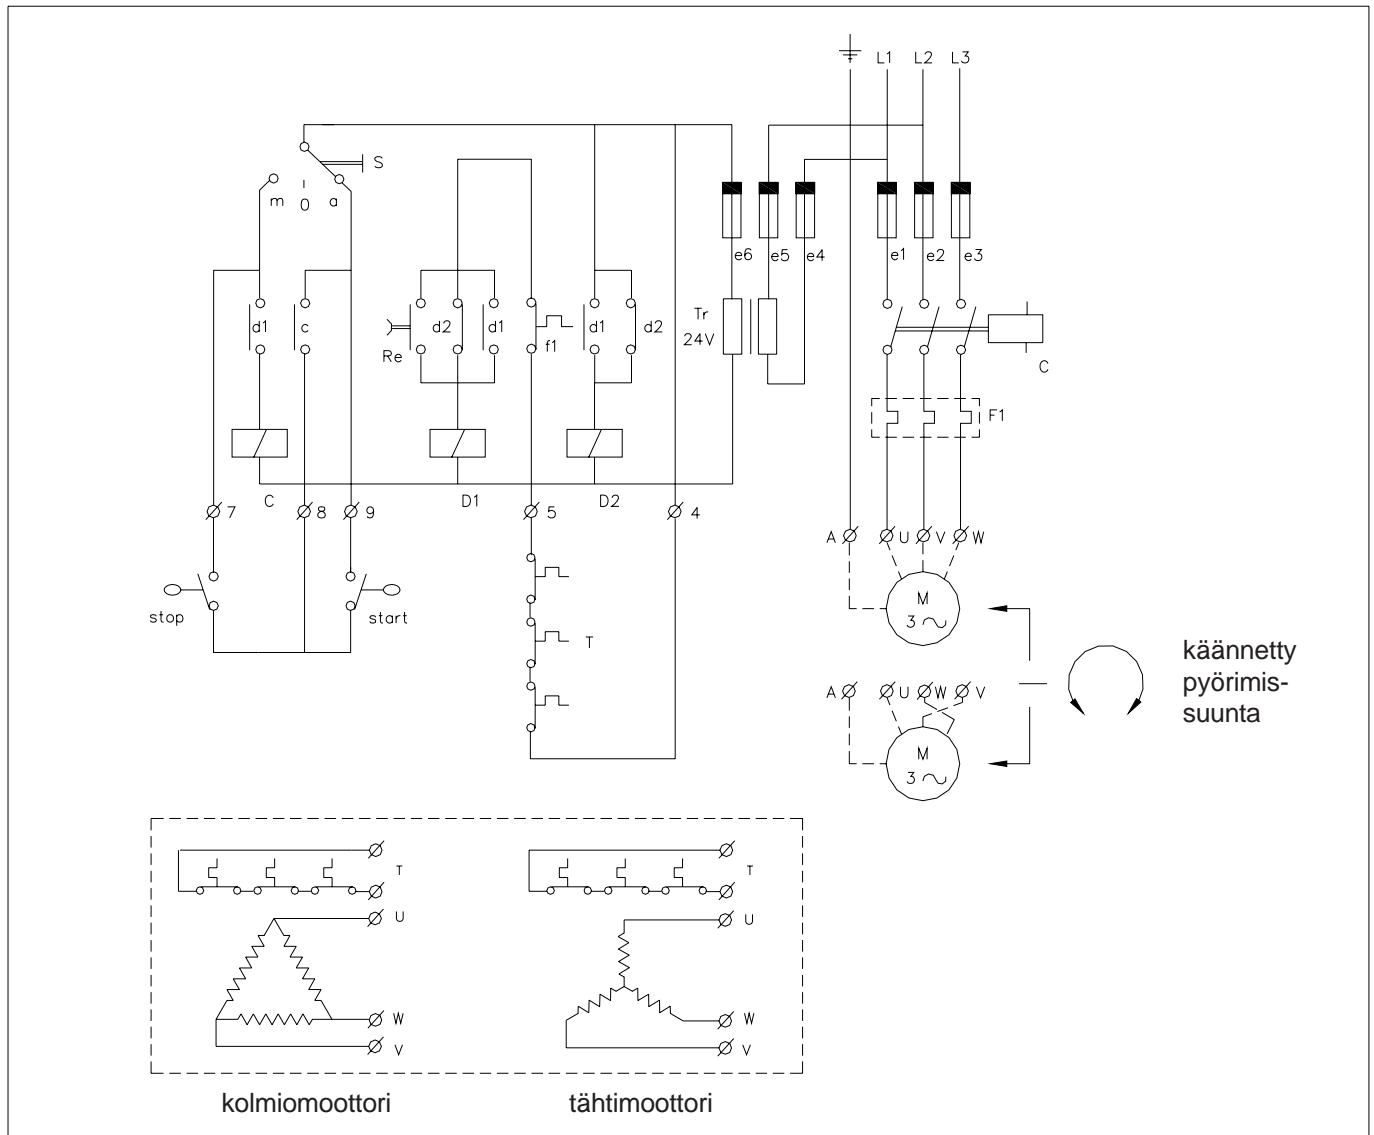 L1 L2 L3
S
m 0 a
e6 e5 e4 e1 e2 e3
d1 c d2 d1 f1 d1 d2
Re
Tr
24V
C
F1
C D1 D2
7 8 9 5 4
A U V W
stop start
M
3
T
käännetty
pyörimis-
suunta
A U W V
M
3
T T
U U
W W
V V
kolmiomoottori tähtimoottori